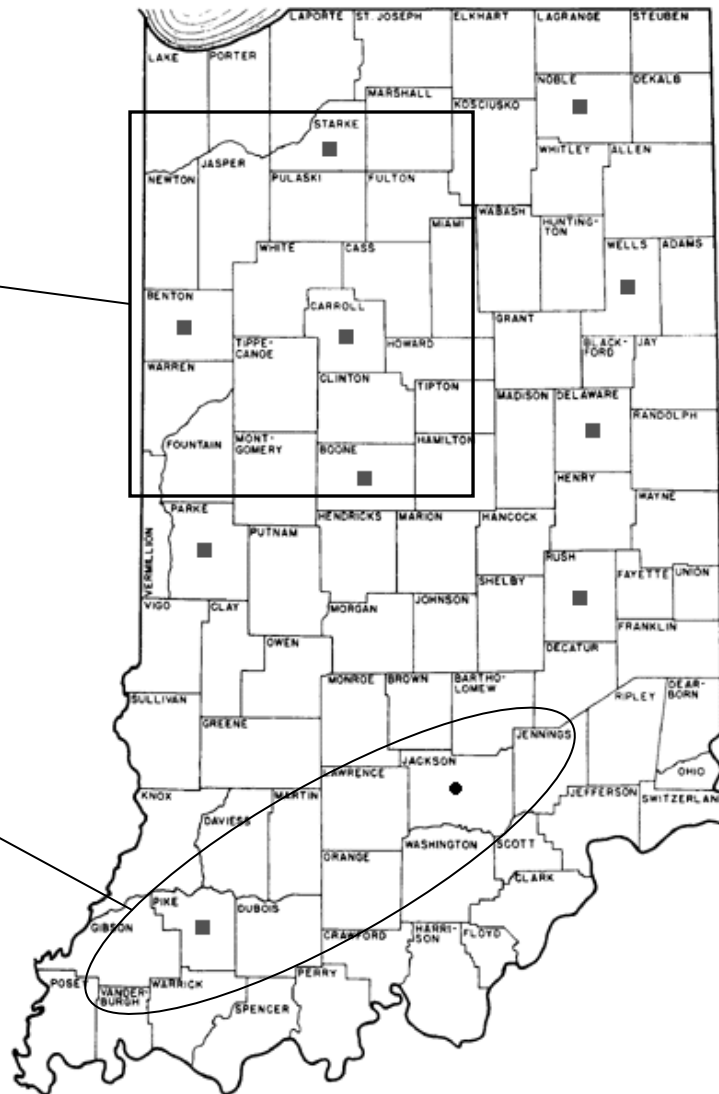 LAPORTE
ST. JOSEPH
ELKHART
LAGRANGE
STEUBEN
LAKE
PORTER
NOBLE
DEKALB
MARSHALL
KOSCIUSKO
STARKE
WHITLEY
ALLEN
JASPER
NEWTON
PULASKI
FULTON
WABASH
HUNTING-
TON
MIAMI
WHITE
CASS
WELLS
ADAMS
BENTON
CARROLL
GRANT
TIPPE-
CANOE
HOWARD
BLACK-
FORD
JAY
WARREN
CLINTON
TIPTON
MADISON
DELAWARE
RANDOLPH
FOUNTAIN
MONT-
GOMERY
BOONE
HAMILTON
HENRY
WAYNE
PARKE
HENDRICKS
MARION
HANCOCK
PUTNAM
VERMILLION
RUSH
FAYETTE
UNION
SHELBY
VIGO
CLAY
MORGAN
JOHNSON
FRANKLIN
OWEN
DECATUR
MONROE
BROWN
BARTHO-
LOMEW
DEAR-
BORN
SULLIVAN
RIPLEY
GREENE
JENNINGS
JACKSON
LAWRENCE
OHIO
KNOX
MARTIN
JEFFERSON
SWITZERLAND
DAVIESS
WASHINGTON
SCOTT
ORANGE
CLARK
PIKE
DUBOIS
GIBSON
CRAWFORD
HARRI-
SON
FLOYD
PERRY
POSEY
VANDER-
BURGH
WARRICK
SPENCER